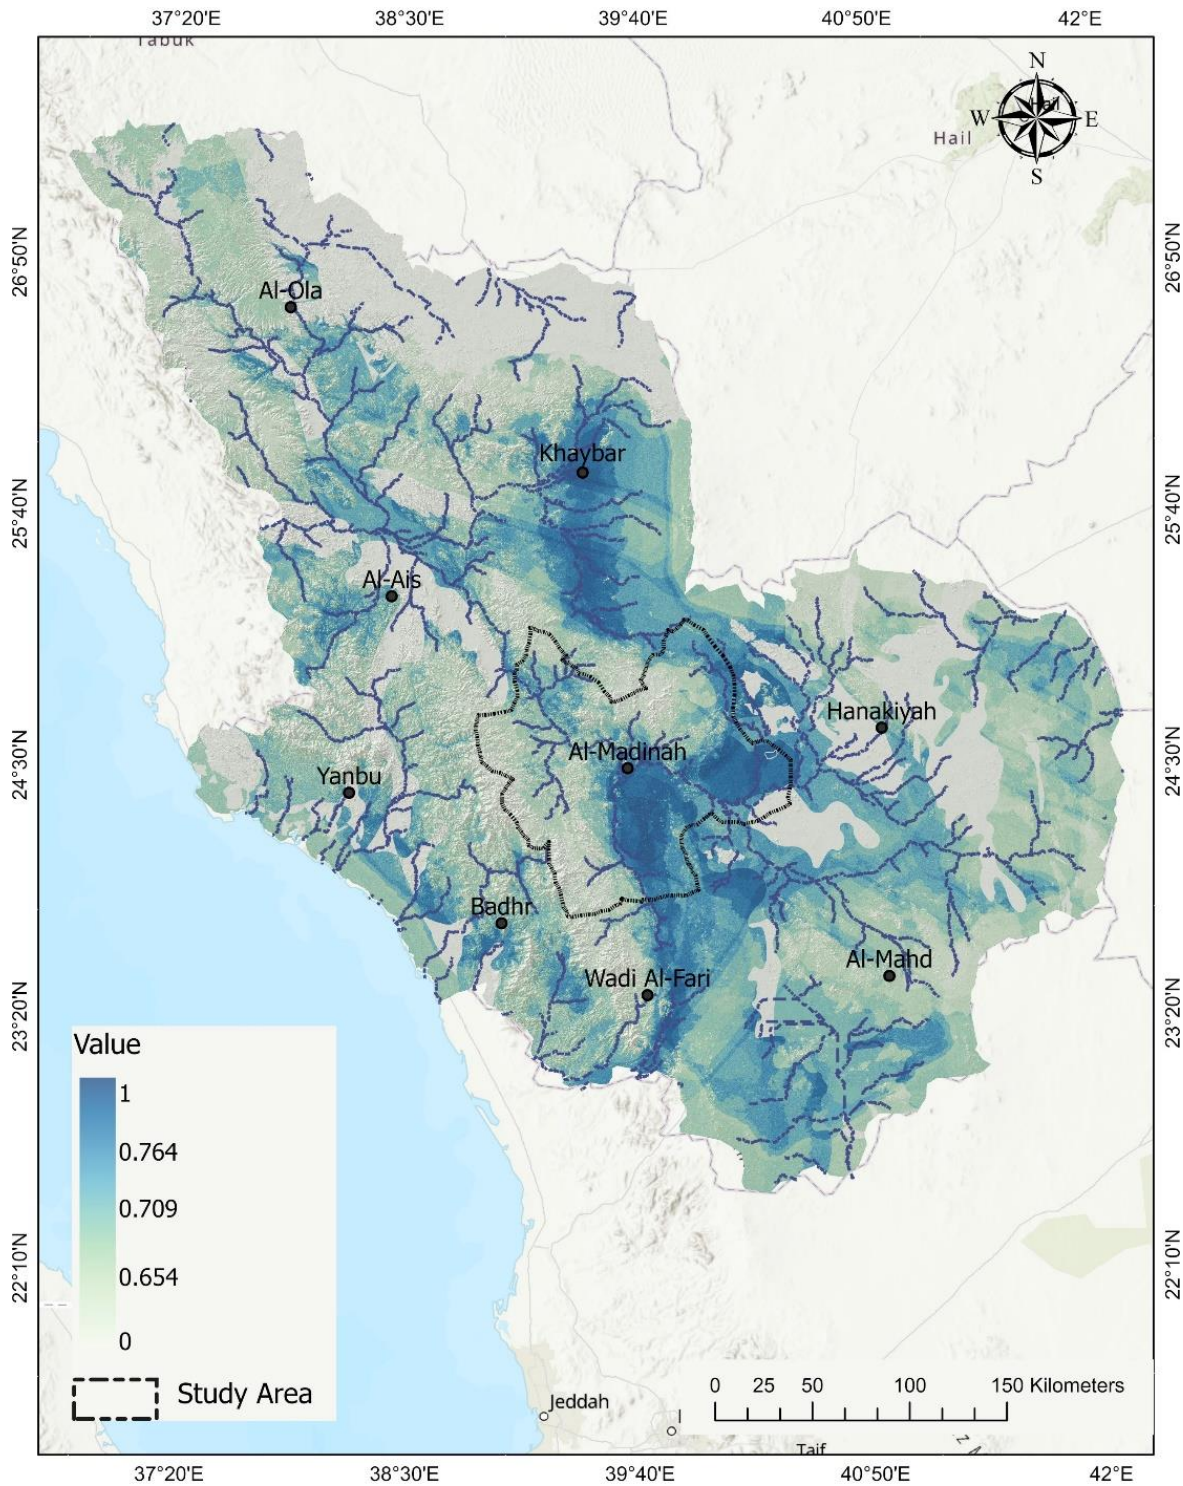 37°20'E 38°30'E 39°40'E 40°50'E 42°E
Tabuk
N
Hail
W E
Hail
S
26°50'N
26°50'N
Al-Ola
Khaybar
25°40'N
25°40'N
Al-Ais
Hanakiyah
Al-Madinah
24°30'N
24°30'N
Yanbu
Badhr
Al-Mahd
Wadi Al-Fari
23°20'N
23°20'N
Value
1
0.764
0.709
0.654
0
22°10'N
22°10'N
Study Area
0 25 50 100 150 Kilometers
Jeddah
Taif
37°20'E 38°30'E 39°40'E 40°50'E 42°E